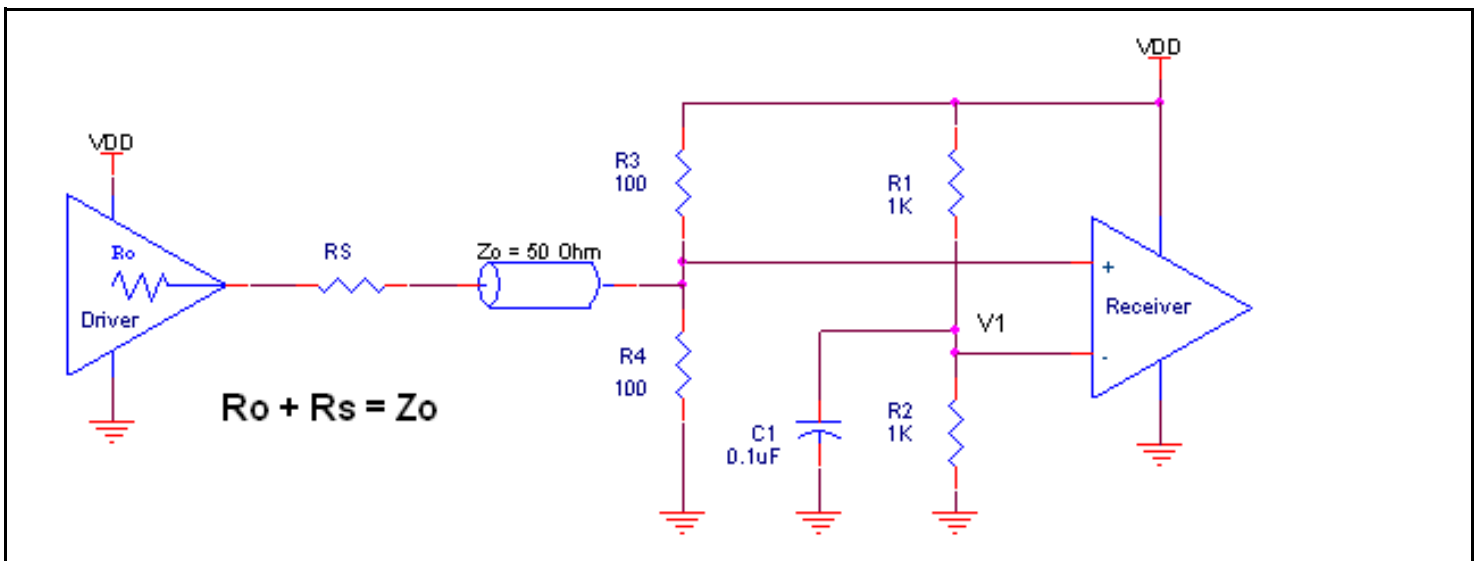 VDD
VDD
R3
100
R1
1K
Ro
RS
Zo = 50 Ohm
+
Driver
Receiver
V1
-
R4
100
Ro + Rs = Zo
C1
0.1uF
R2
1K